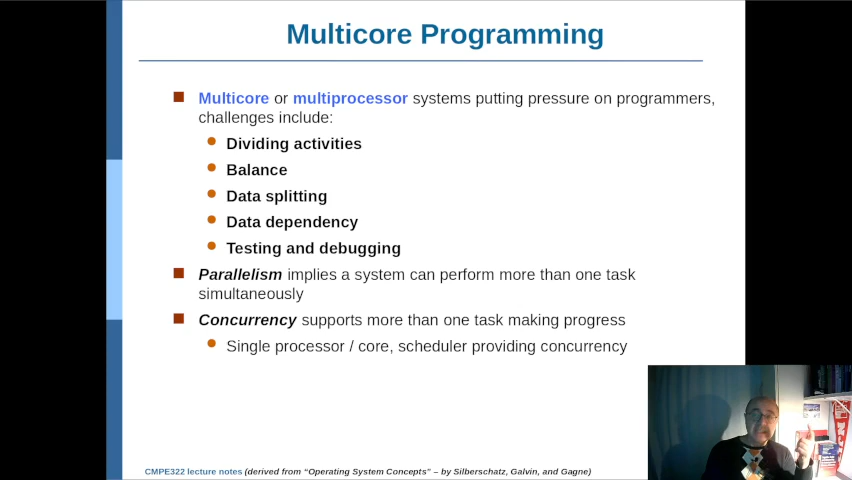 Multicore Programming
Multicore or multiprocessor systems putting pressure on programmers,
challenges include:
Dividing activities
Balance
Data splitting
Data dependency
Testing and debugging
Parallelism implies a system can perform more than one task
simultaneously
Concurrency supports more than one task making progress
Single processor / core, scheduler providing concurrency
CMPE322 lecture notes (derived from “Operating System Concepts” – by Silberschatz, Galvin, and Gagne)